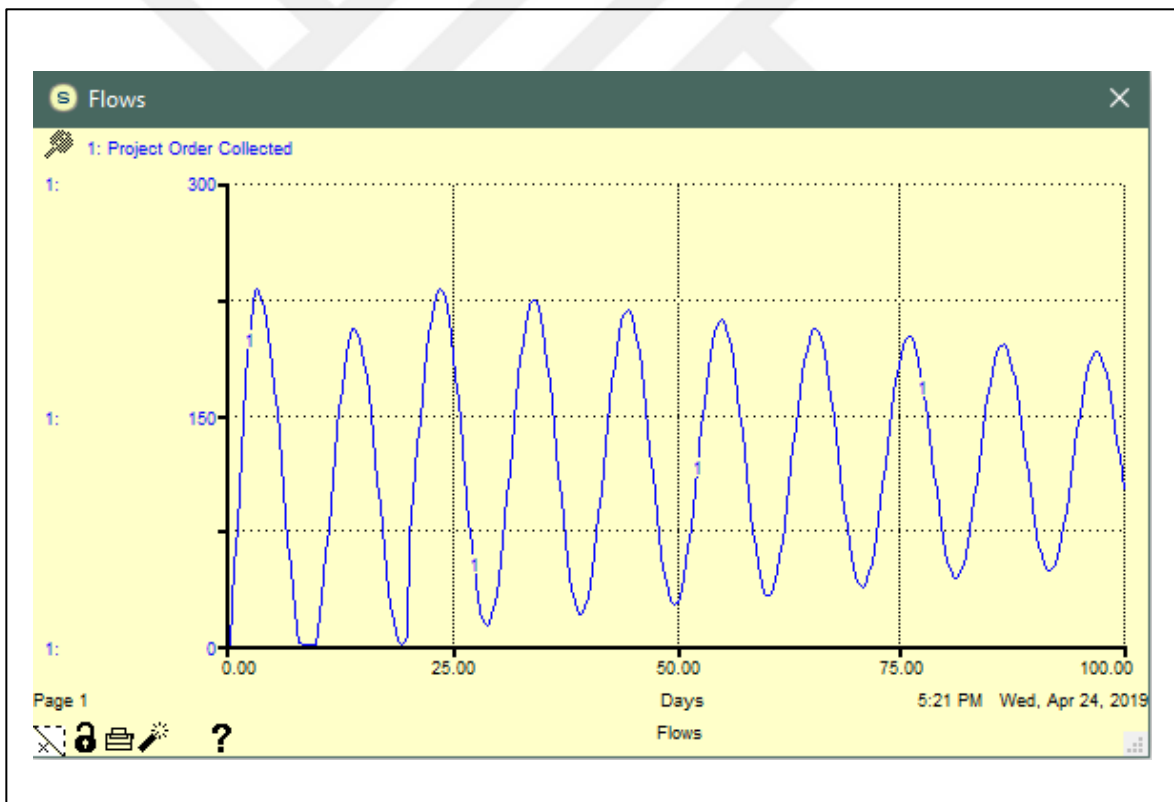 S Flows
1: Project Order Collected
1: 300
1
1
1
1: 150
1
1: 0
0.00 25.00 50.00 75.00 100.00
Page 1 Days 5:21 PM Wed, Apr 24, 2019
? Flows